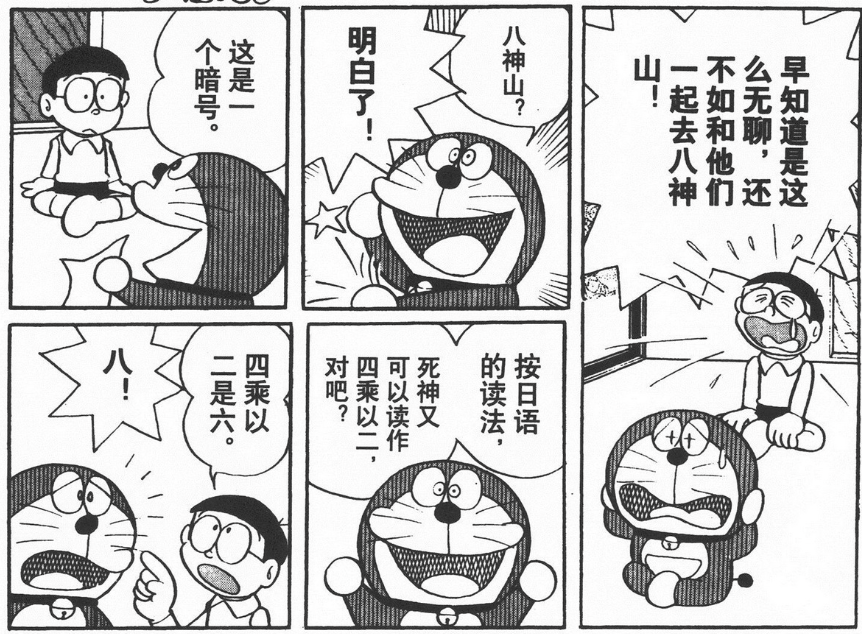 早知道是这
么无聊，还
不如和他们
一起去八神
山！
八神山？
明白了！
这是一
个暗号。
按日语
的读法，
死神又
可以读作
四乘以二，
对吧？
四乘以
二是六。
八！